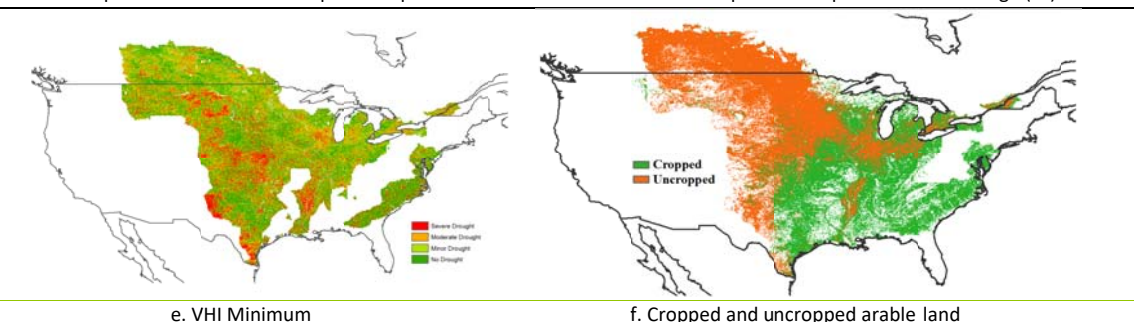 Severe Drought
Moderate Drought
Minor Drought
No Drought
Cropped
Uncropped
e. VHI Minimum
f. Cropped and uncropped arable land